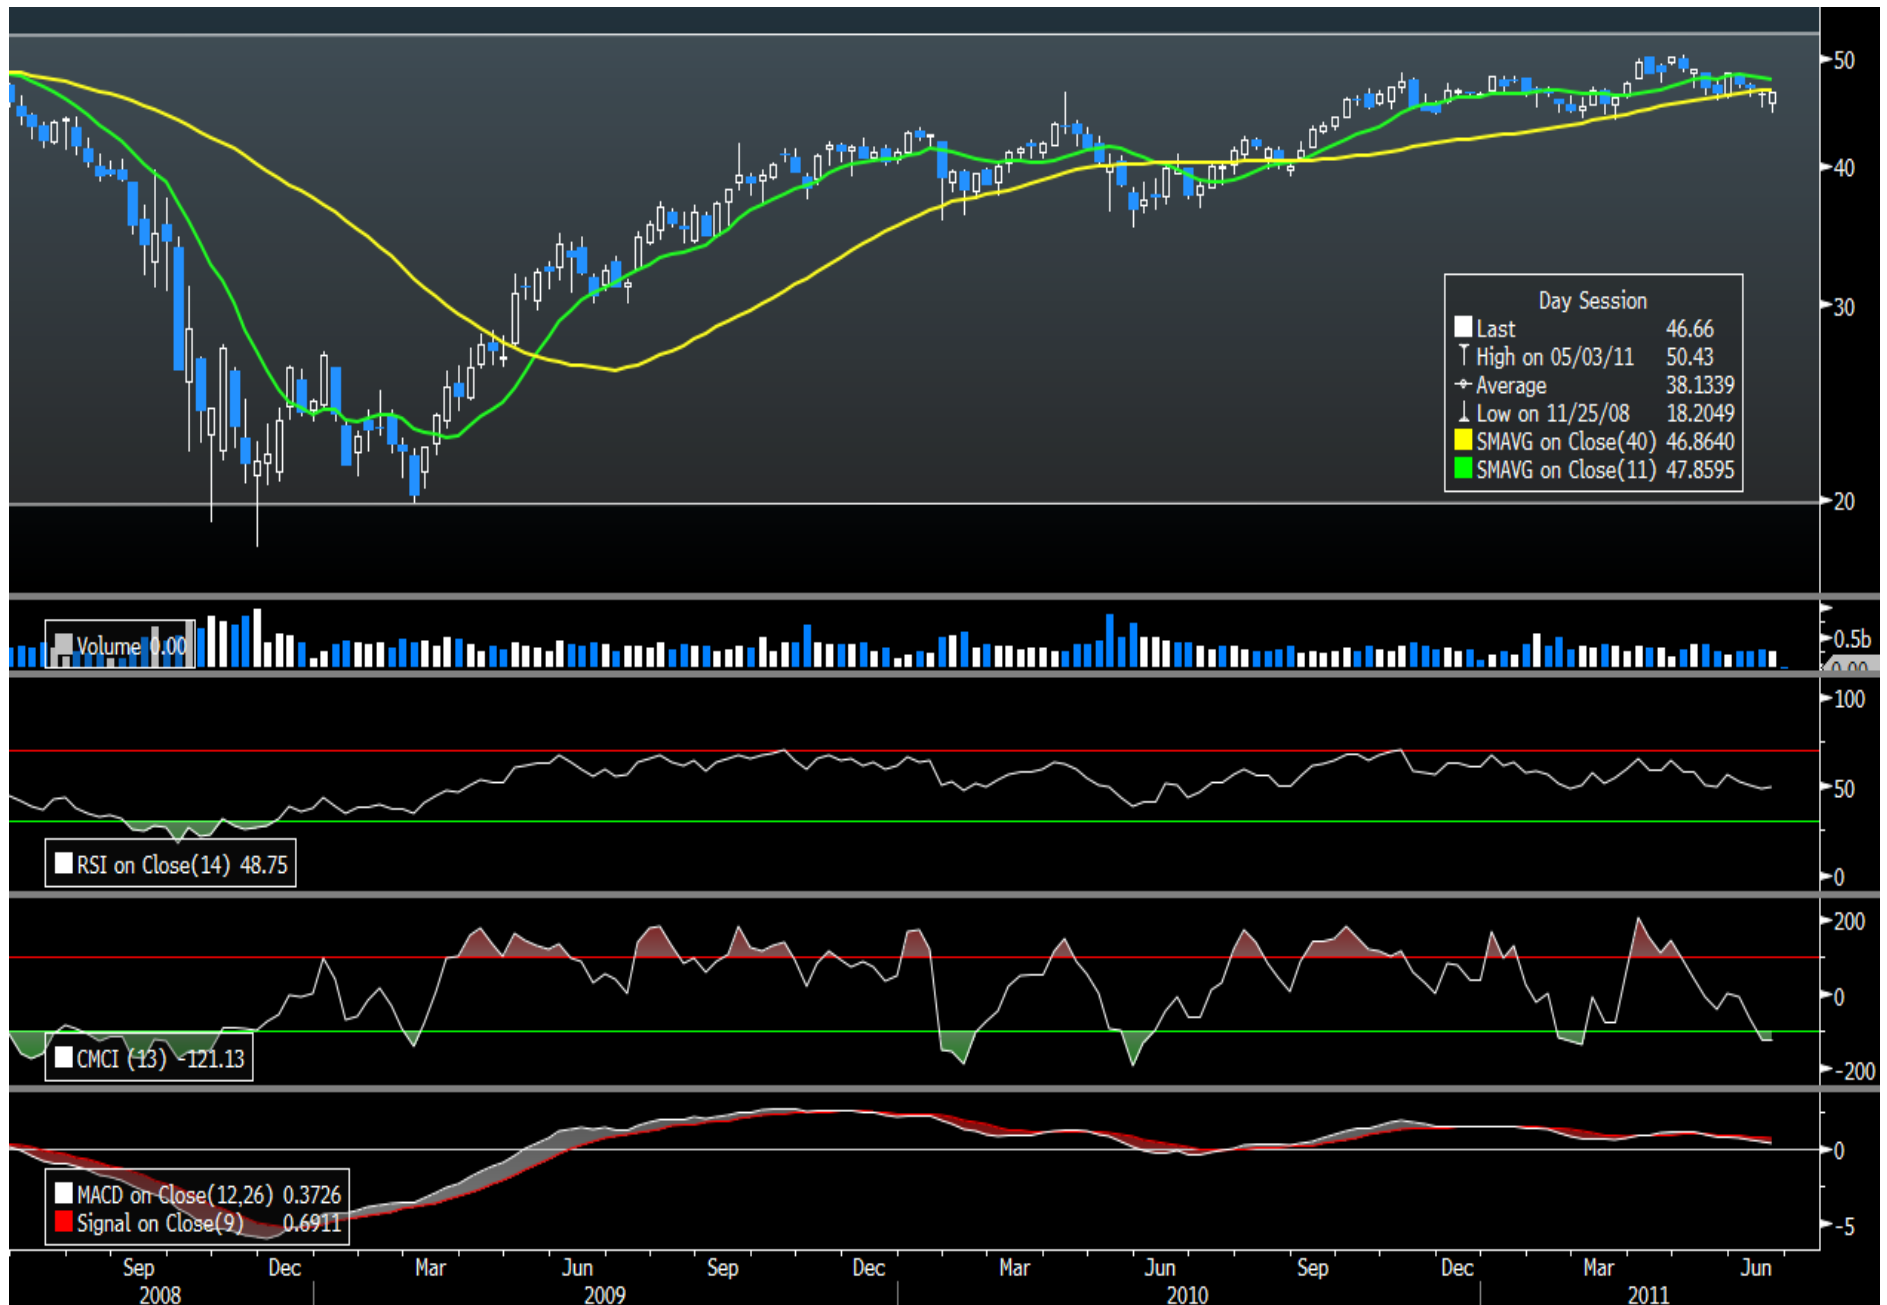 50
40
30
20
Day Session
Last 46.66
High on 05/03/11 50.43
Average 38.1339
Low on 11/25/08 18.2049
SMAVG on Close(40) 46.8640
SMAVG on Close(11) 47.8595
Volume 0.00
0.5b
0.00
100
50
0
RSI on Close(14) 48.75
200
0
-200
CMCI (13) -121.13
0
-5
MACD on Close(12,26) 0.3726
Signal on Close(9) 0.6911
Sep Dec Mar Jun Sep Dec Mar Jun Sep Dec Mar Jun
2008 2009 2010 2011